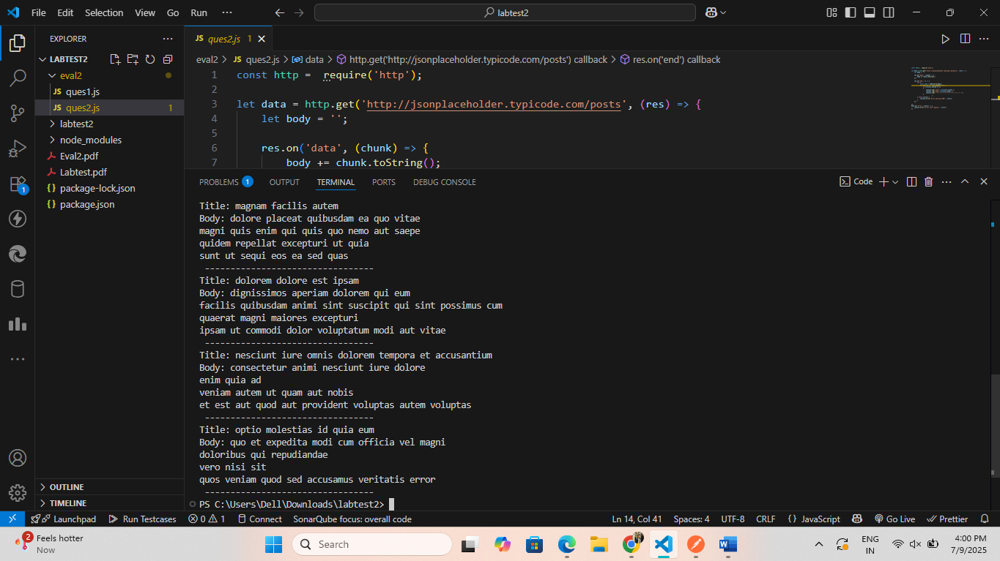 File Edit Selection View Go Run ··· labtest2
EXPLORER ···
LABTEST2
eval2
JS ques1.js
JS ques2.js 1
labtest2
node_modules
Eval2.pdf
Labtest.pdf
{} package-lock.json
{} package.json
OUTLINE
TIMELINE
JS ques2.js 1
eval2 > JS ques2.js > data > http.get('http://jsonplaceholder.typicode.com/posts') callback > res.on('end') callback
1 const http =  require('http');
2
3 let data = http.get('http://jsonplaceholder.typicode.com/posts', (res) => {
4 let body = '';
5
6 res.on('data', (chunk) => {
7 body += chunk.toString();
PROBLEMS 1 OUTPUT TERMINAL PORTS DEBUG CONSOLE Code
Title: magnam facilis autem
Body: dolore placeat quibusdam ea quo vitae
magni quis enim qui quis quo nemo aut saepe
quidem repellat excepturi ut quia
sunt ut sequi eos ea sed quas
---------------------------------
Title: dolorem dolore est ipsam
Body: dignissimos aperiam dolorem qui eum
facilis quibusdam animi sint suscipit qui sint possimus cum
quaerat magni maiores excepturi
ipsam ut commodi dolor voluptatum modi aut vitae
---------------------------------
Title: nesciunt iure omnis dolorem tempora et accusantium
Body: consectetur animi nesciunt iure dolore
enim quia ad
veniam autem ut quam aut nobis
et est aut quod aut provident voluptas autem voluptas
---------------------------------
Title: optio molestias id quia eum
Body: quo et expedita modi cum officia vel magni
doloribus qui repudiandae
vero nisi sit
quos veniam quod sed accusamus veritatis error
---------------------------------
PS C:\Users\Dell\Downloads\labtest2>
1
Launchpad Run Testcases 0 1 Connect SonarQube focus: overall code Ln 14, Col 41 Spaces: 4 UTF-8 CRLF {} JavaScript Go Live Prettier
2 Feels hotter
Now
Search
ENG
IN
4:00 PM
7/9/2025